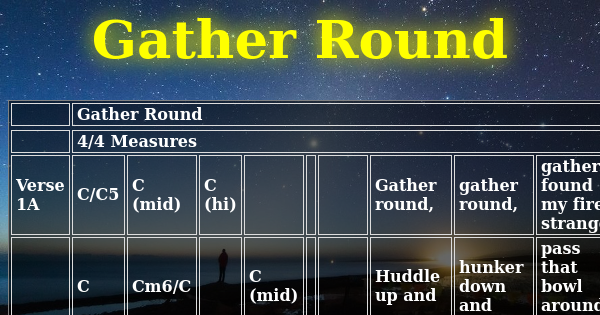 Gather Round
Gather Round
4/4 Measures
Verse 1A C/C5 C (mid) C (hi) Gather round, gather round, gather found my fire strang
C Cm6/C C (mid) Huddle up and hunker down and pass that bowl around